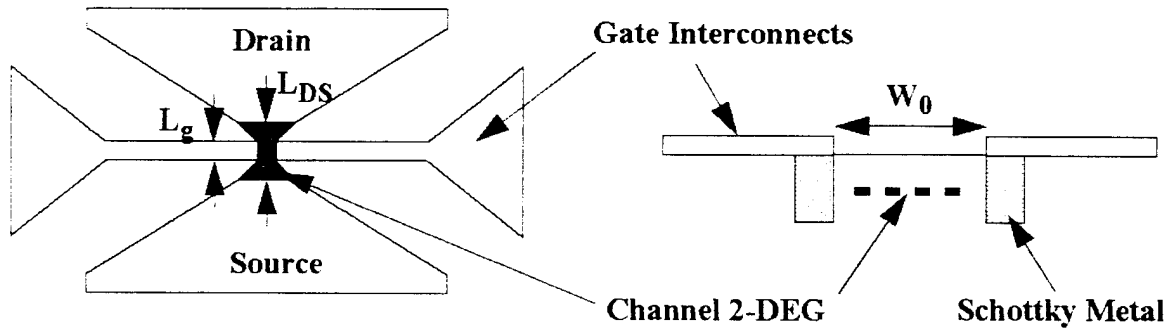 Drain
Gate Interconnects
L_DS
W_0
L_g
Source
Channel 2-DEG
Schottky Metal